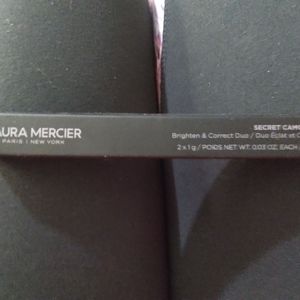 AURA MERCIER
PARIS | NEW YORK
SECRET CAMO
Brighten & Correct Duo / Duo Éclat et C
2 x 1 g / POIDS NET WT. 0.03 OZ, EACH